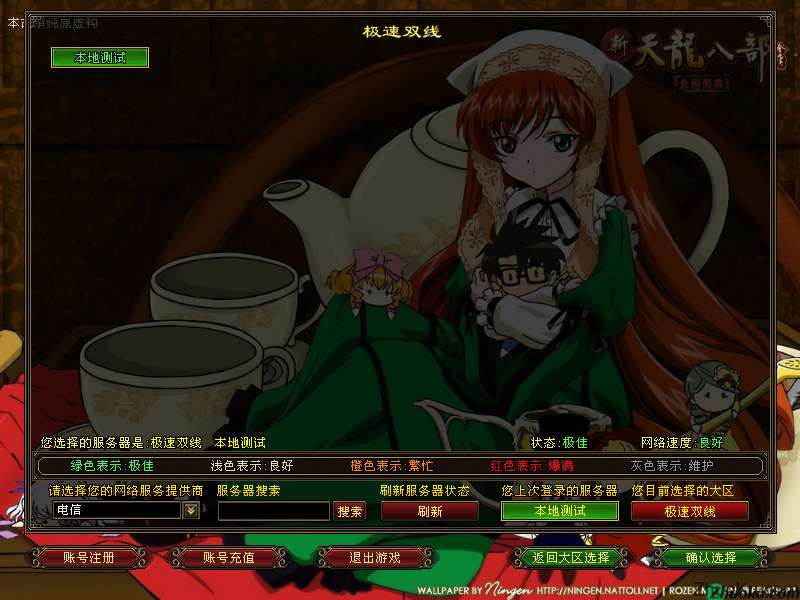 极速双线
本地测试
新天龍八部
您选择的服务器是:极速双线 本地测试 状态:极佳 网络速度:良好
绿色表示:极佳 浅色表示:良好 橙色表示:繁忙 红色表示:爆满 灰色表示:维护
请选择您的网络服务提供商 服务器搜索 刷新服务器状态 您上次登录的服务器 您目前选择的大区
电信 搜索 刷新 本地测试 极速双线
账号注册 账号充值 退出游戏 返回大区选择 确认选择
WALLPAPER BY Ningen HTTP://NINGEN.NATTOLI.NET | ROZEN